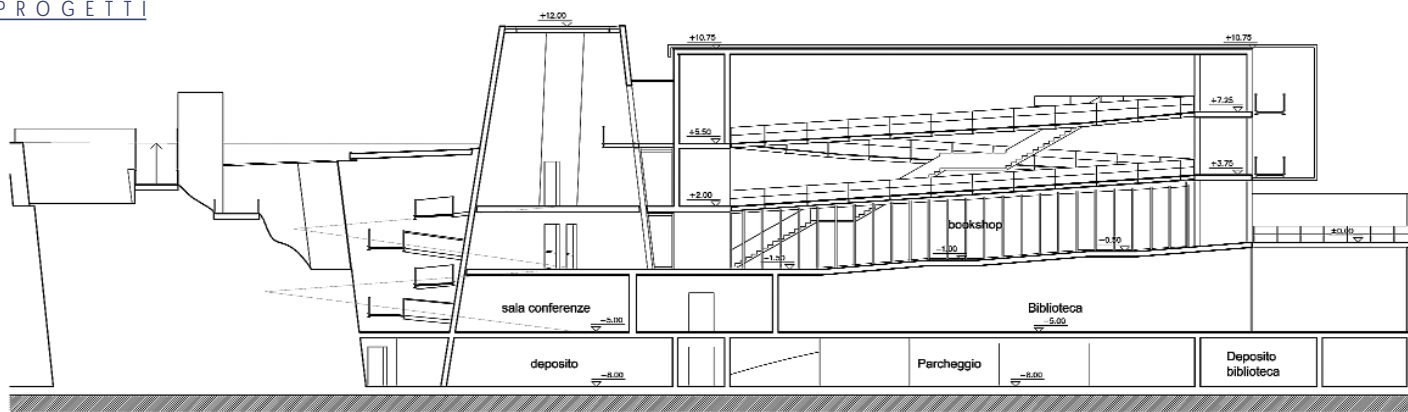 PROGETTI
+12.00
+10.75
+10.75
+7.25
+5.50
+3.75
+2.00
bookshop
±0.00
-0.50
-1.00
-1.50
sala conferenze
Biblioteca
-5.00
-5.00
deposito
Parcheggio
Deposito
biblioteca
-8.00
-8.00